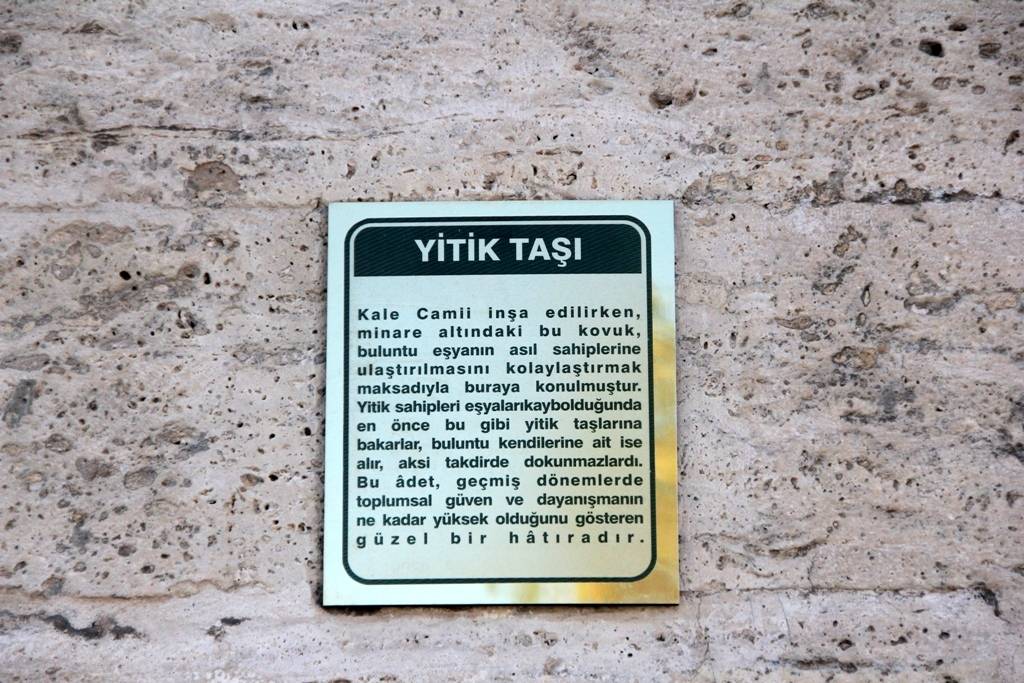 YİTİK TAŞI
Kale Camii inşa edilirken,
minare altındaki bu kovuk,
buluntu eşyanın asıl sahiplerine
ulaştırılmasını kolaylaştırmak
maksadıyla buraya konulmuştur.
Yitik sahipleri eşyalarıkaybolduğunda
en önce bu gibi yitik taşlarına
bakarlar, buluntu kendilerine ait ise
alır, aksi takdirde dokunmazlardı.
Bu âdet, geçmiş dönemlerde
toplumsal güven ve dayanışmanın
ne kadar yüksek olduğunu gösteren
güzel bir hâtıradır.